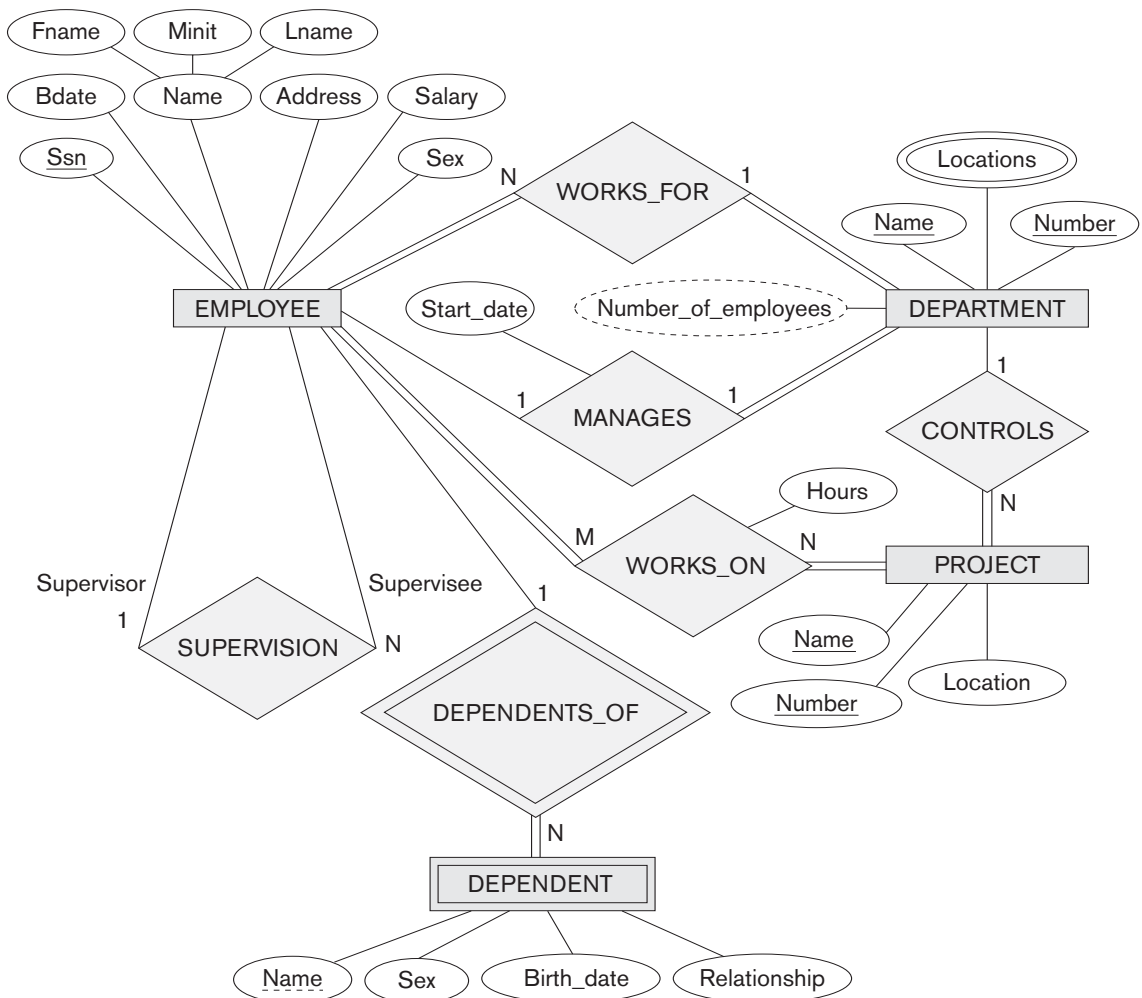 Fname
Minit
Lname
Bdate
Name
Address
Salary
Ssn
Sex
N
WORKS_FOR
1
Locations
Name
Number
EMPLOYEE
Start_date
Number_of_employees
DEPARTMENT
1
MANAGES
1
1
CONTROLS
N
Hours
M
WORKS_ON
N
PROJECT
Supervisor
1
SUPERVISION
Supervisee
N
1
Name
Number
Location
DEPENDENTS_OF
N
DEPENDENT
Name
Sex
Birth_date
Relationship